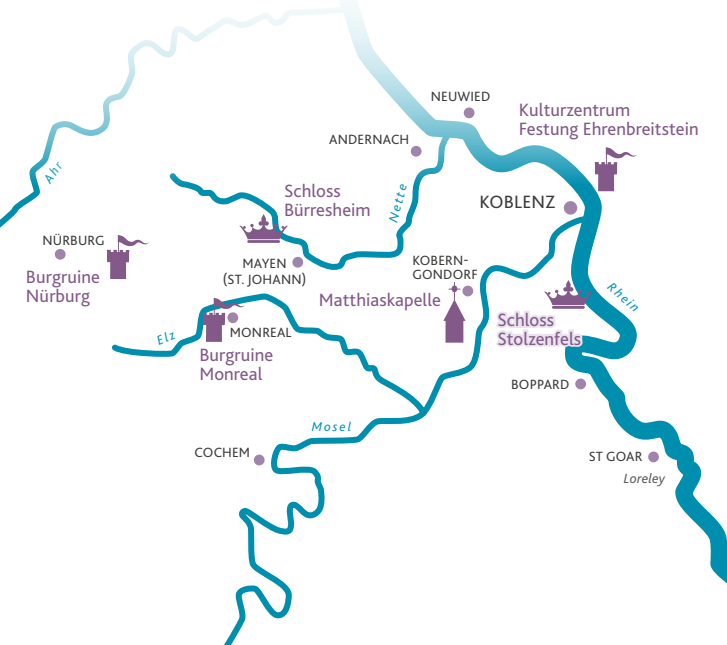 NEUWIED
Kulturzentrum
Festung Ehrenbreitstein
ANDERNACH
Ahr
Schloss
Bürresheim
Nette
KOBLENZ
NÜRBURG
Burgruine
Nürburg
MAYEN
(ST. JOHANN)
KOBERN-
GONDORF
Matthiaskapelle
Rhein
Schloss
Stolzenfels
Elz
MONREAL
Burgruine
Monreal
BOPPARD
Mosel
COCHEM
ST GOAR
Loreley